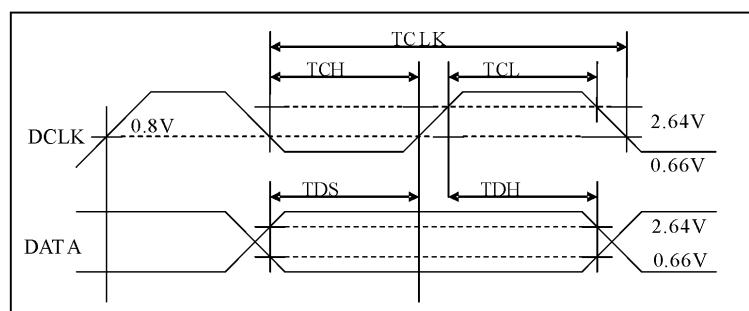 TCLK
TCH
TCL
0.8V
2.64V
DCLK
0.66V
TDS
TDH
2.64V
DATA
0.66V